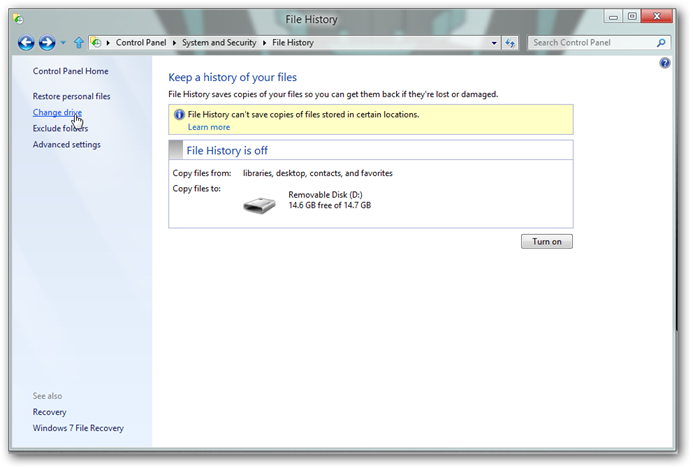 File History
Control Panel ▸ System and Security ▸ File History
Search Control Panel
Control Panel Home
Restore personal files
Change drive
Exclude folders
Advanced settings
Keep a history of your files
File History saves copies of your files so you can get them back if they're lost or damaged.
File History can't save copies of files stored in certain locations.
Learn more
File History is off
Copy files from: libraries, desktop, contacts, and favorites
Copy files to: Removable Disk (D:)
14.6 GB free of 14.7 GB
Turn on
See also
Recovery
Windows 7 File Recovery